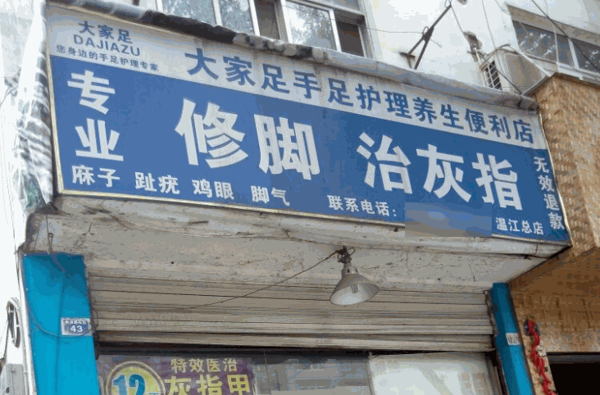 大家足
DAJIAZU
您身边的手足护理专家
大家足手足护理养生便利店
专业
修脚 治灰指
无效退款
麻子 趾疣 鸡眼 脚气
联系电话:
温江总店
43
特效医治
12
灰指甲